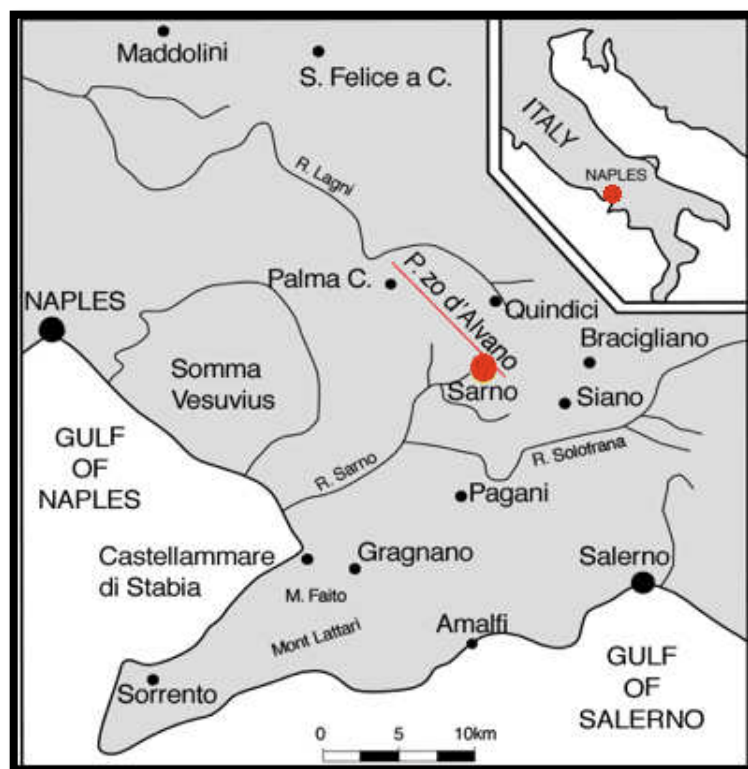 Maddolini
S. Felice a C.
ITALY
NAPLES
R. Lagni
Palma C.
P. zo d'Alvano
Quindici
NAPLES
Bracigliano
Somma
Vesuvius
Sarno
Siano
GULF
OF
NAPLES
R. Sarno
R. Solofrana
Pagani
Castellammare
di Stabia
Gragnano
Salerno
M. Faito
Mont Lattari
Amalfi
Sorrento
GULF
OF
SALERNO
0 5 10km